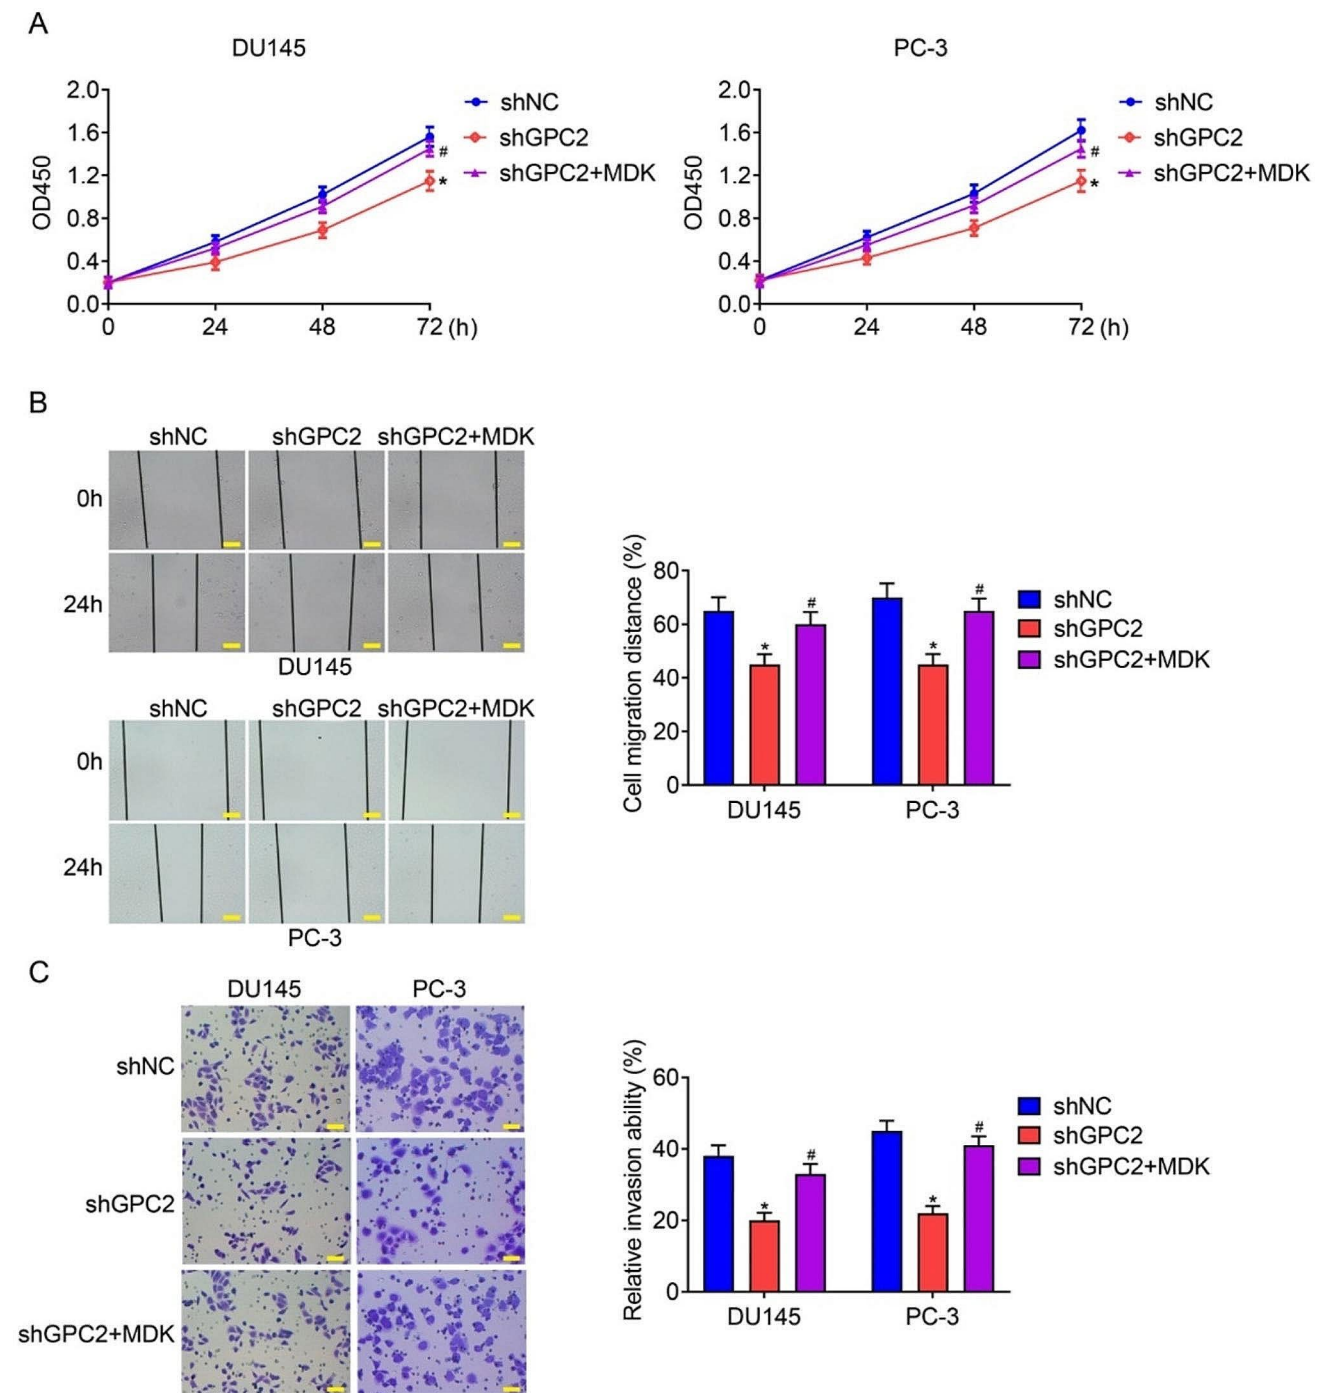 A
DU145
2.0
1.6
1.2
0.8
0.4
0.0
OD450
0 24 48 72 (h)
shNC
shGPC2
shGPC2+MDK
#
*
PC-3
2.0
1.6
1.2
0.8
0.4
0.0
OD450
0 24 48 72 (h)
shNC
shGPC2
shGPC2+MDK
#
*
B
shNC shGPC2 shGPC2+MDK
0h
24h
DU145
shNC shGPC2 shGPC2+MDK
0h
24h
PC-3
Cell migration distance (%)
80
60
40
20
0
* # * #
DU145 PC-3
shNC
shGPC2
shGPC2+MDK
C
DU145 PC-3
shNC
shGPC2
shGPC2+MDK
Relative invasion ability (%)
60
40
20
0
* # * #
DU145 PC-3
shNC
shGPC2
shGPC2+MDK